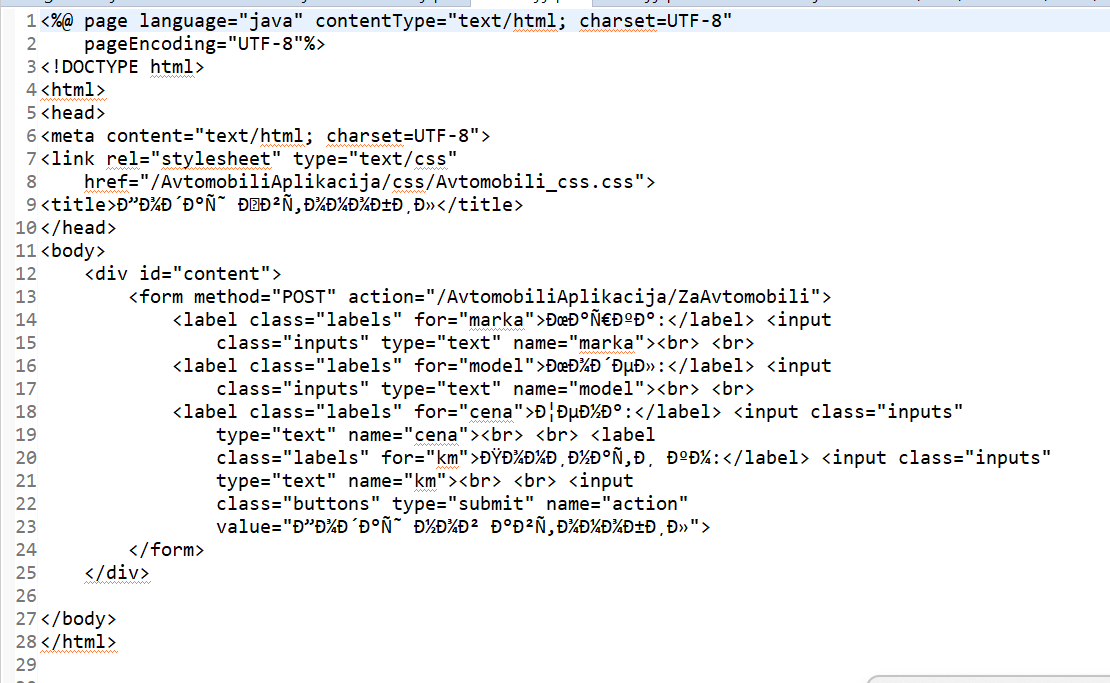 1 <%@ page language="java" contentType="text/html; charset=UTF-8"
2 pageEncoding="UTF-8"%>
3 <!DOCTYPE html>
4 <html>
5 <head>
6 <meta content="text/html; charset=UTF-8">
7 <link rel="stylesheet" type="text/css"
8 href="/AvtomobiliAplikacija/css/Avtomobili_css.css">
9 <title>Ð”Ð¾Ð´Ð°Ñ˜ Ð²Ñ‚Ð¾Ð¼Ð¾Ð±Ð¸Ð»</title>
10 </head>
11 <body>
12 <div id="content">
13 <form method="POST" action="/AvtomobiliAplikacija/ZaAvtomobili">
14 <label class="labels" for="marka">ÐœÐ°Ñ€ÐºÐ°:</label> <input
15 class="inputs" type="text" name="marka"><br> <br>
16 <label class="labels" for="model">ÐœÐ¾Ð´ÐµÐ»:</label> <input
17 class="inputs" type="text" name="model"><br> <br>
18 <label class="labels" for="cena">Ð¦ÐµÐ½Ð°:</label> <input class="inputs"
19 type="text" name="cena"><br> <br> <label
20 class="labels" for="km">ÐŸÐ¾Ð¼Ð¸Ð½Ð°Ñ‚Ð¸ ÐºÐ¼:</label> <input class="inputs"
21 type="text" name="km"><br> <br> <input
22 class="buttons" type="submit" name="action"
23 value="Ð”Ð¾Ð´Ð°Ñ˜ Ð½Ð¾Ð² Ð°Ð²Ñ‚Ð¾Ð¼Ð¾Ð±Ð¸Ð»">
24 </form>
25 </div>
26
27 </body>
28 </html>
29